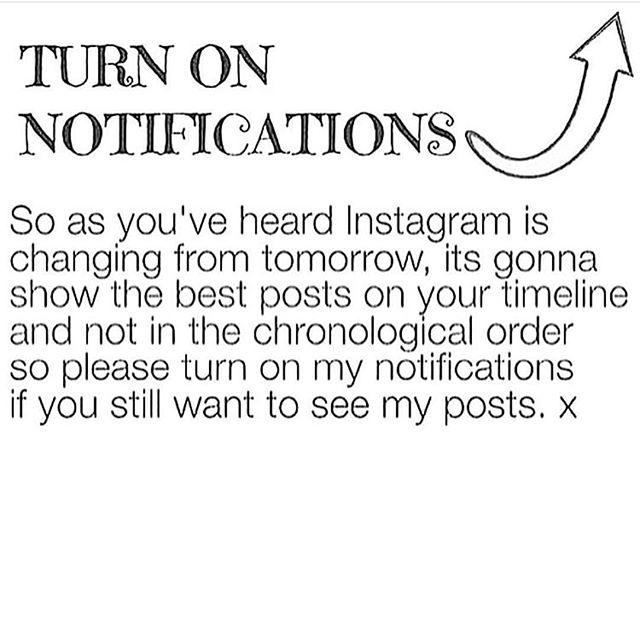 TURN ON
NOTIFICATIONS
So as you've heard Instagram is
changing from tomorrow, its gonna
show the best posts on your timeline
and not in the chronological order
so please turn on my notifications
if you still want to see my posts. x